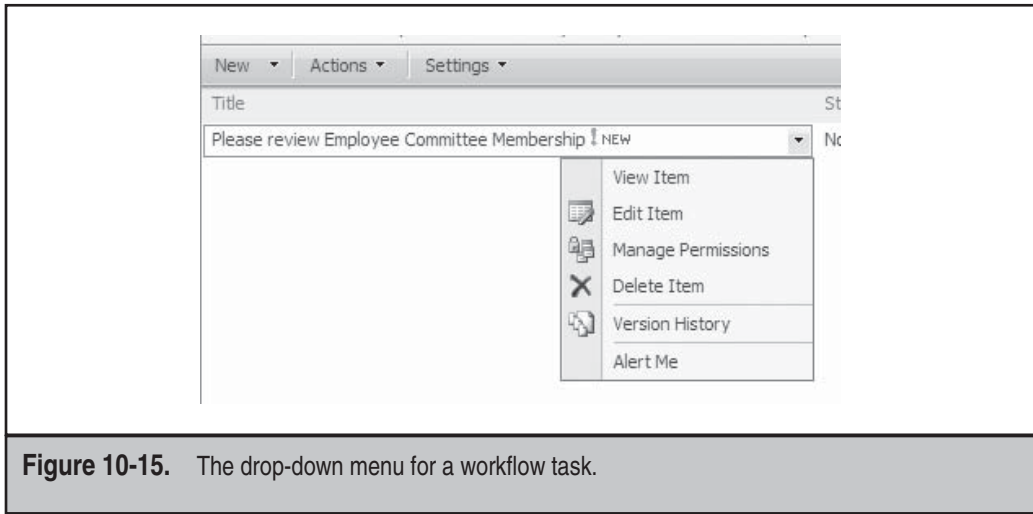 New Actions Settings
Title St
Please review Employee Committee Membership ! NEW No
View Item
Edit Item
Manage Permissions
Delete Item
Version History
Alert Me
Figure 10-15. The drop-down menu for a workflow task.